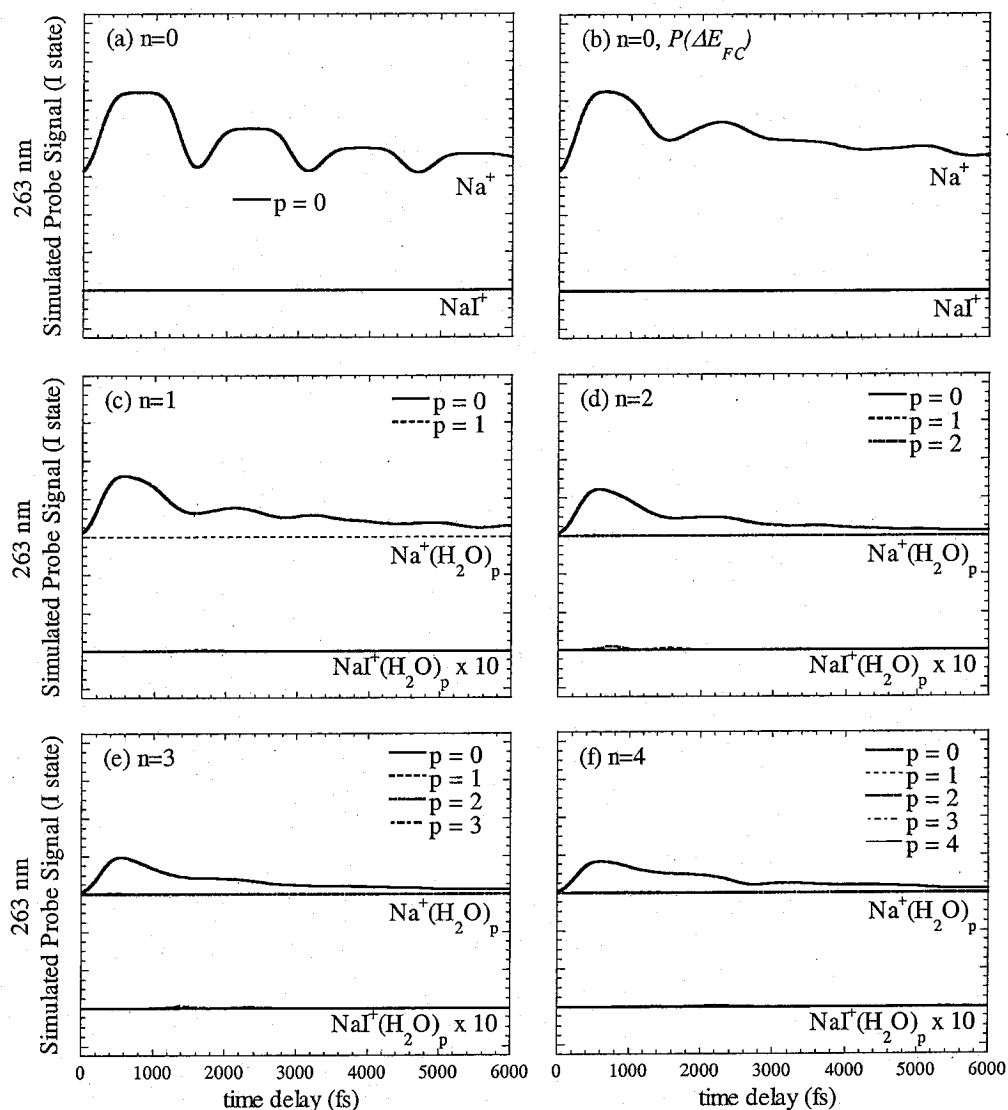 263 nm
Simulated Probe Signal (I state)
(a) n=0
Na⁺
p = 0
NaI⁺
(b) n=0, P(ΔE_FC)
Na⁺
NaI⁺
263 nm
Simulated Probe Signal (I state)
(c) n=1
p = 0
p = 1
Na⁺(H₂O)ₚ
NaI⁺(H₂O)ₚ x 10
(d) n=2
p = 0
p = 1
p = 2
Na⁺(H₂O)ₚ
NaI⁺(H₂O)ₚ x 10
263 nm
Simulated Probe Signal (I state)
(e) n=3
p = 0
p = 1
p = 2
p = 3
Na⁺(H₂O)ₚ
NaI⁺(H₂O)ₚ x 10
0 1000 2000 3000 4000 5000 6000
time delay (fs)
(f) n=4
p = 0
p = 1
p = 2
p = 3
p = 4
Na⁺(H₂O)ₚ
NaI⁺(H₂O)ₚ x 10
0 1000 2000 3000 4000 5000 6000
time delay (fs)